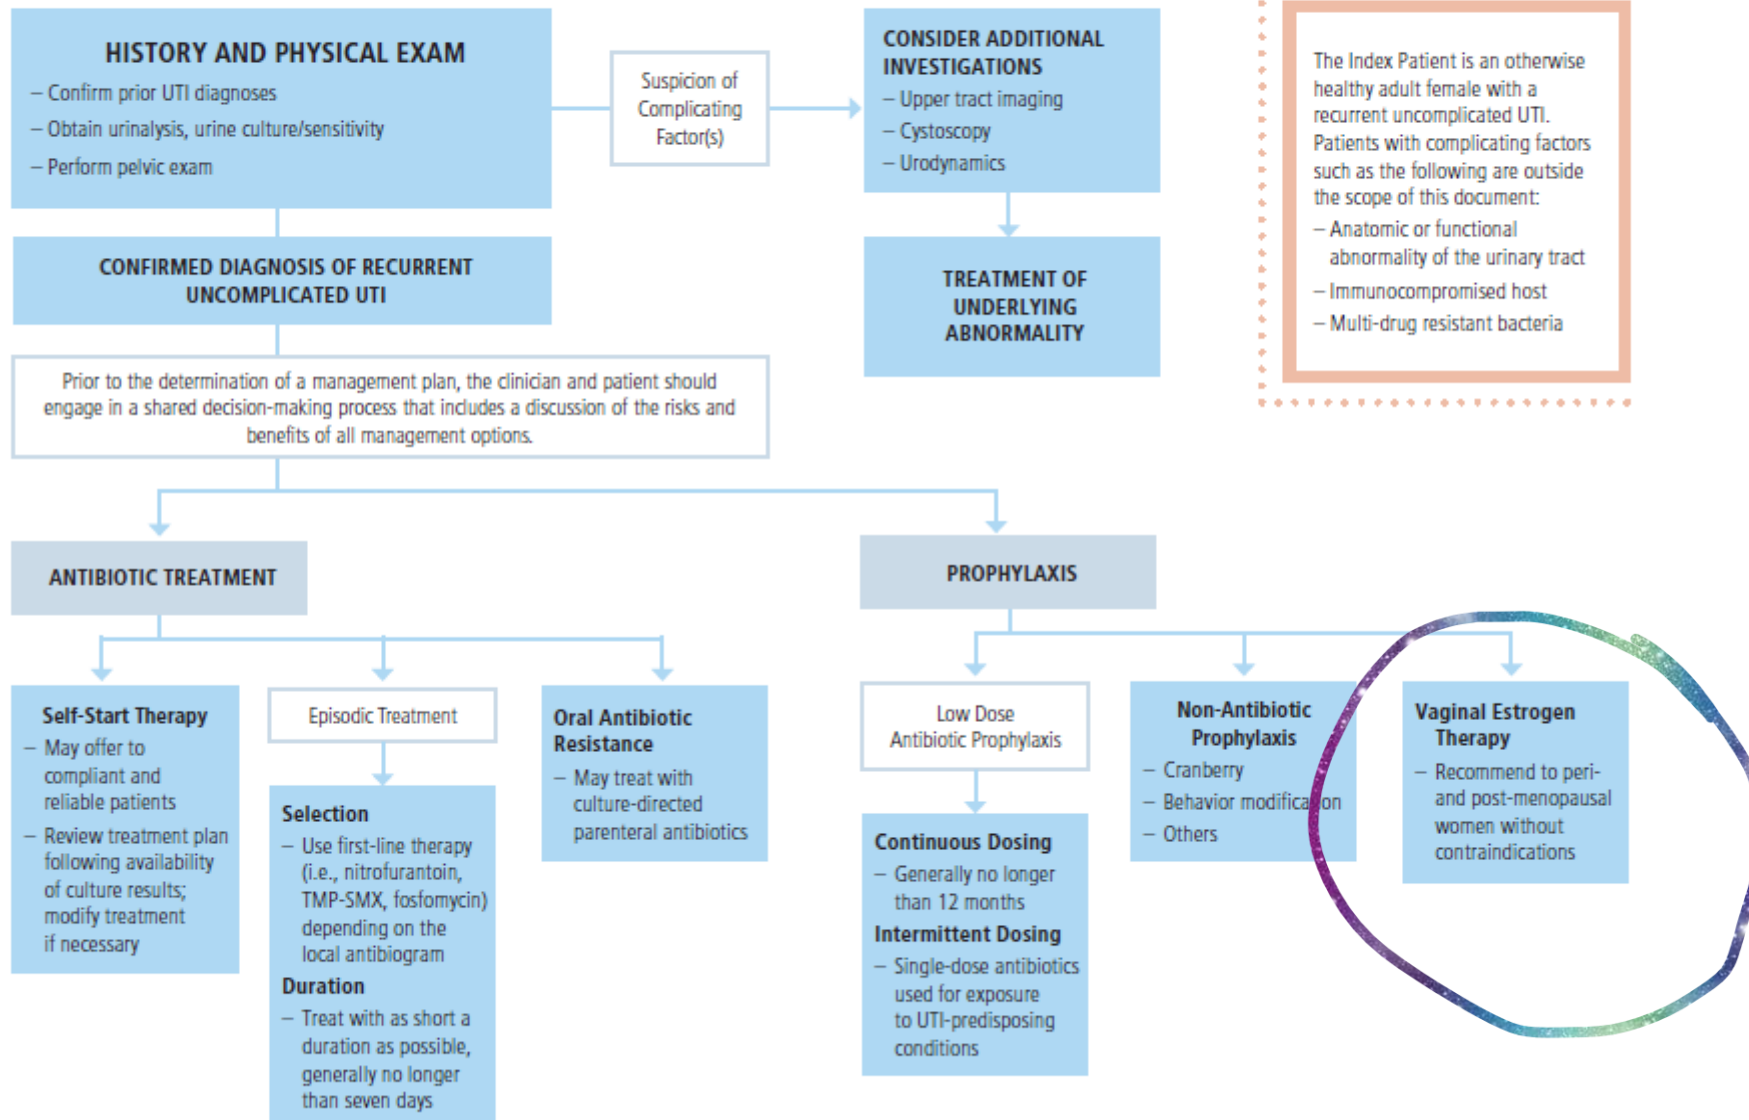 HISTORY AND PHYSICAL EXAM
– Confirm prior UTI diagnoses
– Obtain urinalysis, urine culture/sensitivity
– Perform pelvic exam
Suspicion of
Complicating
Factor(s)
CONSIDER ADDITIONAL
INVESTIGATIONS
– Upper tract imaging
– Cystoscopy
– Urodynamics
The Index Patient is an otherwise
healthy adult female with a
recurrent uncomplicated UTI.
Patients with complicating factors
such as the following are outside
the scope of this document:
– Anatomic or functional
abnormality of the urinary tract
– Immunocompromised host
– Multi-drug resistant bacteria
CONFIRMED DIAGNOSIS OF RECURRENT
UNCOMPLICATED UTI
TREATMENT OF
UNDERLYING
ABNORMALITY
Prior to the determination of a management plan, the clinician and patient should
engage in a shared decision-making process that includes a discussion of the risks and
benefits of all management options.
ANTIBIOTIC TREATMENT
PROPHYLAXIS
Self-Start Therapy
– May offer to
compliant and
reliable patients
– Review treatment plan
following availability
of culture results;
modify treatment
if necessary
Episodic Treatment
Selection
– Use first-line therapy
(i.e., nitrofurantoin,
TMP-SMX, fosfomycin)
depending on the
local antibiogram
Duration
– Treat with as short a
duration as possible,
generally no longer
than seven days
Oral Antibiotic
Resistance
– May treat with
culture-directed
parenteral antibiotics
Low Dose
Antibiotic Prophylaxis
Continuous Dosing
– Generally no longer
than 12 months
Intermittent Dosing
– Single-dose antibiotics
used for exposure
to UTI-predisposing
conditions
Non-Antibiotic
Prophylaxis
– Cranberry
– Behavior modification
– Others
Vaginal Estrogen
Therapy
– Recommend to peri-
and post-menopausal
women without
contraindications